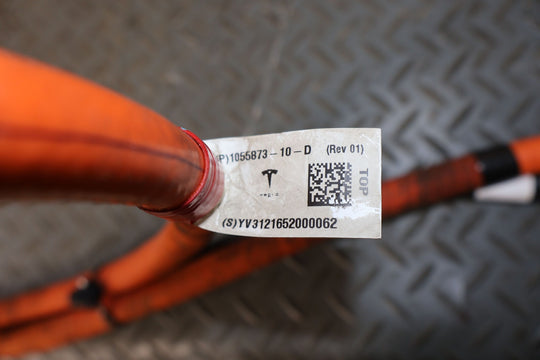 P)1055873-10-D (Rev 01)
TOP
(S)YV3121652000062